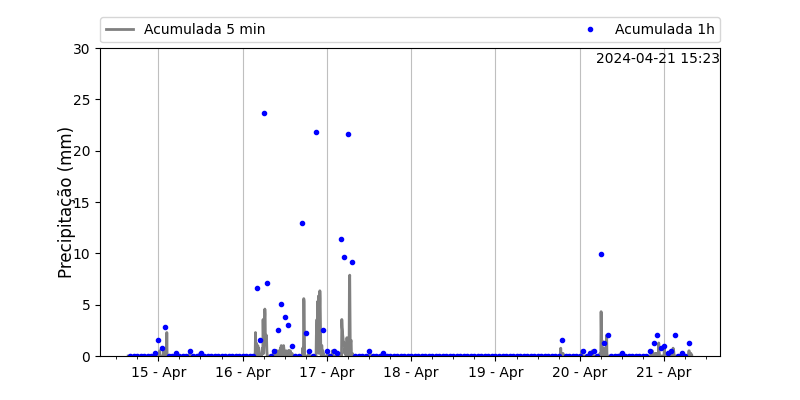 Acumulada 5 min
Acumulada 1h
2024-04-21 15:23
Precipitação (mm)
30
25
20
15
10
5
0
15 - Apr
16 - Apr
17 - Apr
18 - Apr
19 - Apr
20 - Apr
21 - Apr